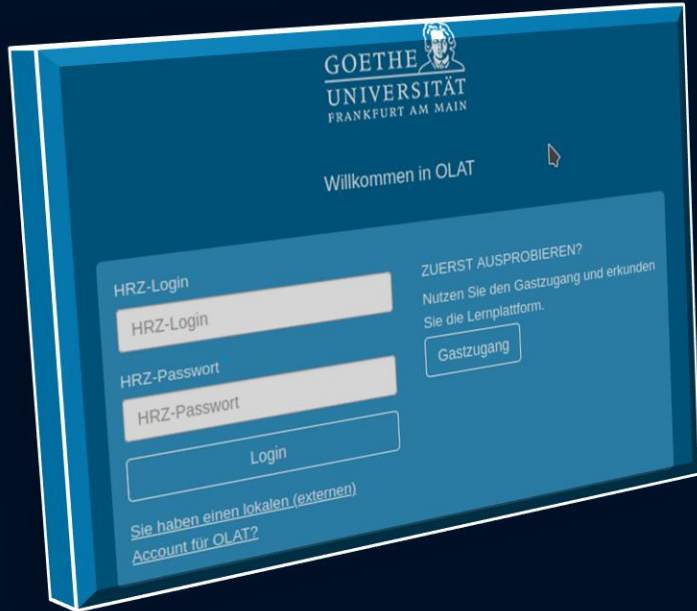 GOETHE
UNIVERSITÄT
FRANKFURT AM MAIN
Willkommen in OLAT
HRZ-Login
HRZ-Login
HRZ-Passwort
HRZ-Passwort
Login
Sie haben einen lokalen (externen)
Account für OLAT?
ZUERST AUSPROBIEREN?
Nutzen Sie den Gastzugang und erkunden
Sie die Lernplattform.
Gastzugang